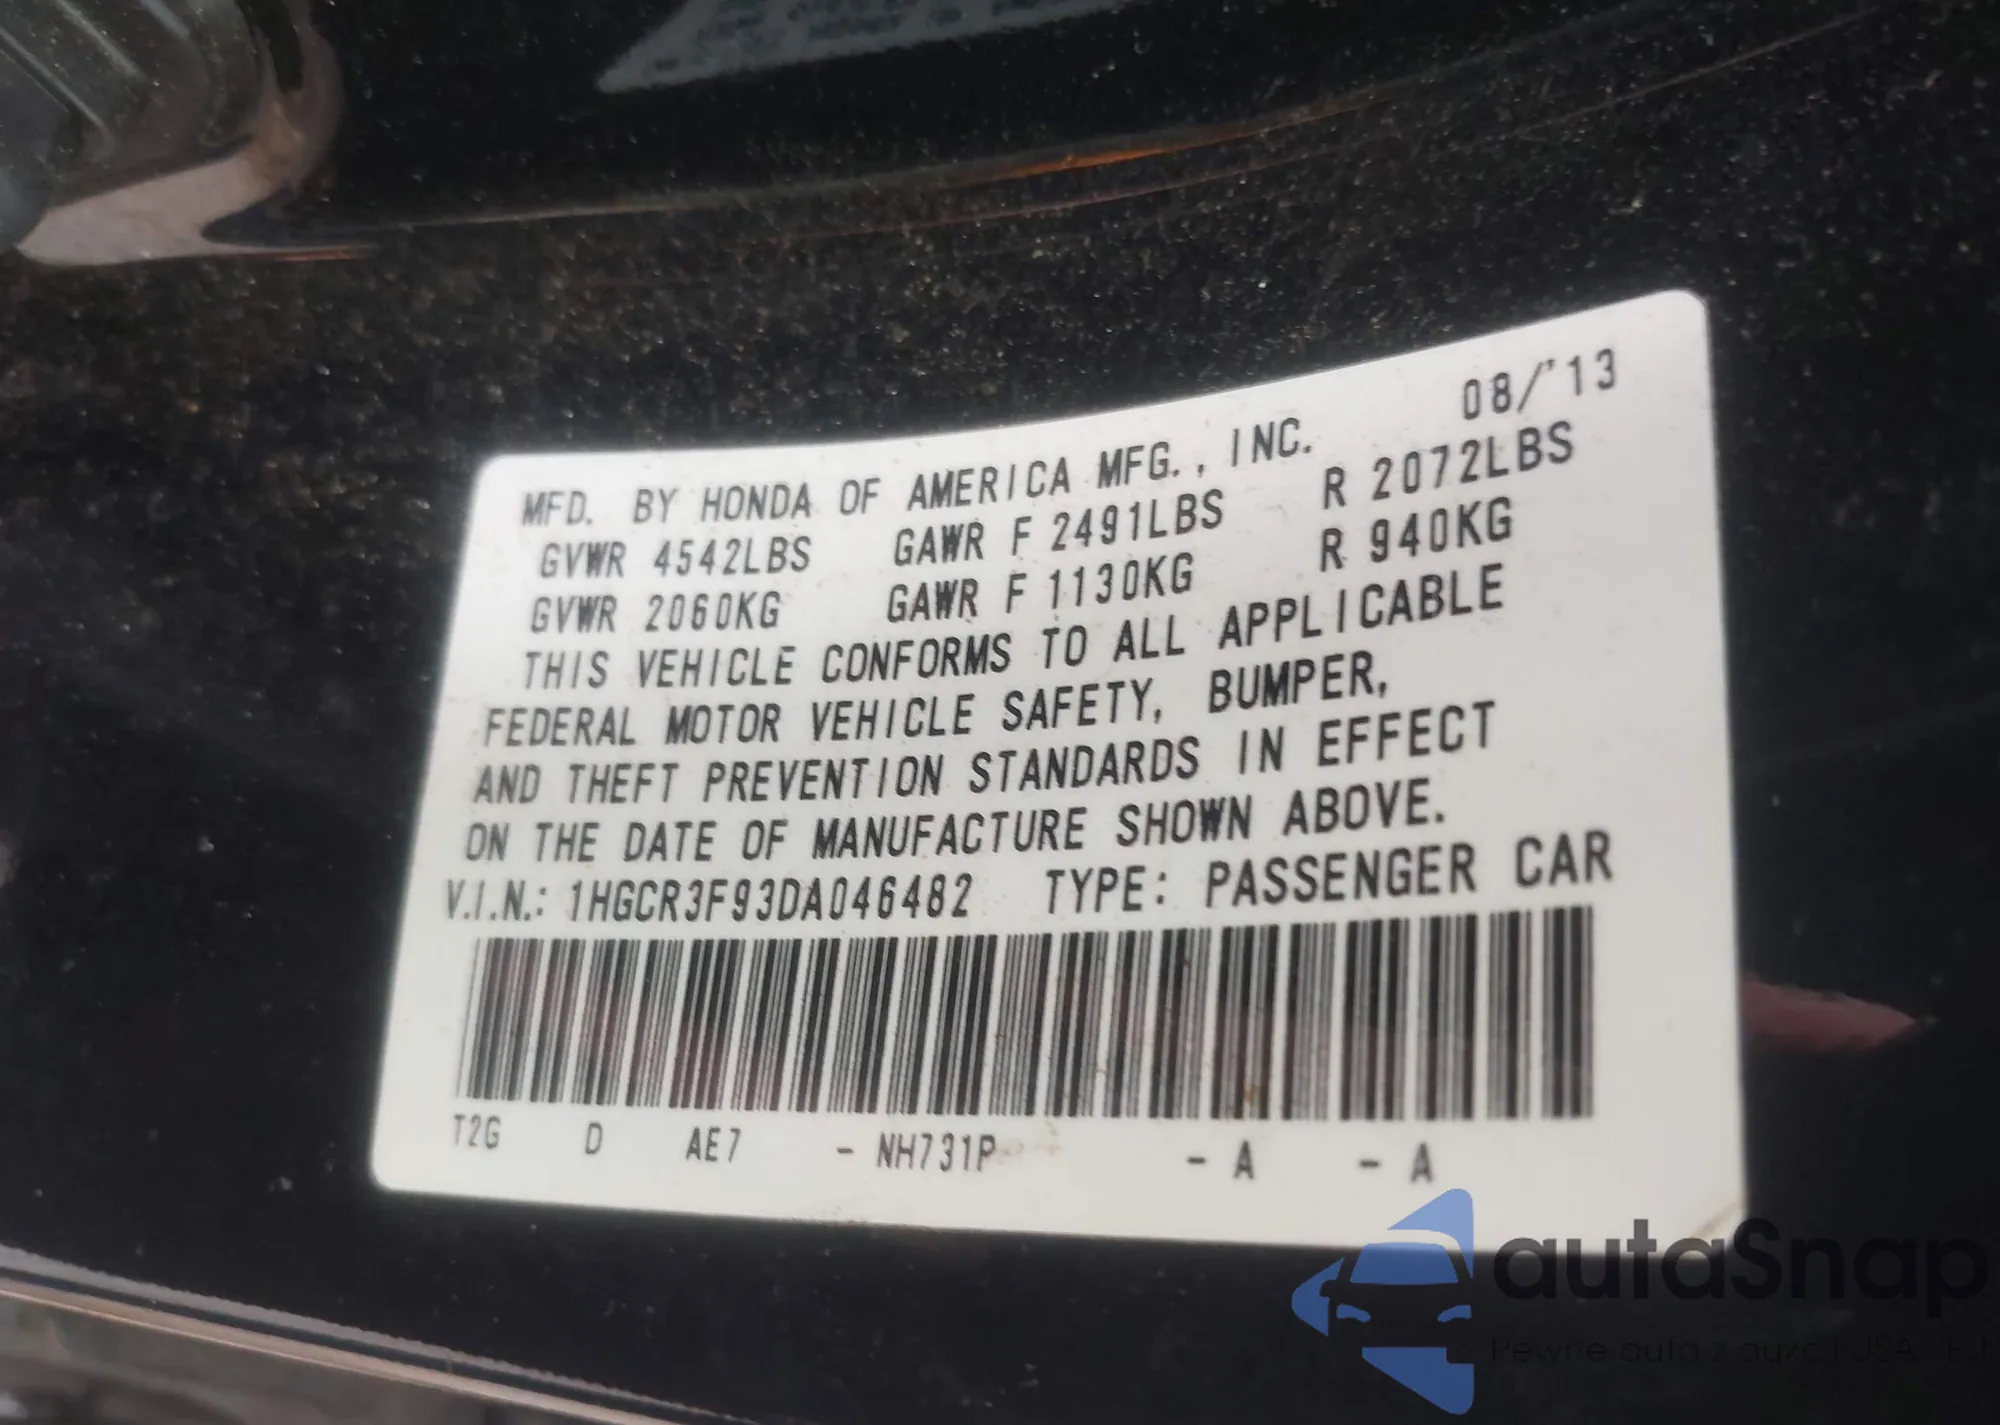 08/'13
MFD. BY HONDA OF AMERICA MFG., INC.
GVWR 4542LBS GAWR F 2491LBS R 2072LBS
GVWR 2060KG GAWR F 1130KG R 940KG
THIS VEHICLE CONFORMS TO ALL APPLICABLE
FEDERAL MOTOR VEHICLE SAFETY, BUMPER,
AND THEFT PREVENTION STANDARDS IN EFFECT
ON THE DATE OF MANUFACTURE SHOWN ABOVE.
V.I.N.: 1HGCR3F93DA046482 TYPE: PASSENGER CAR
T2G D AE7 - NH731P - A - A
autaSnap
Pewne auto z